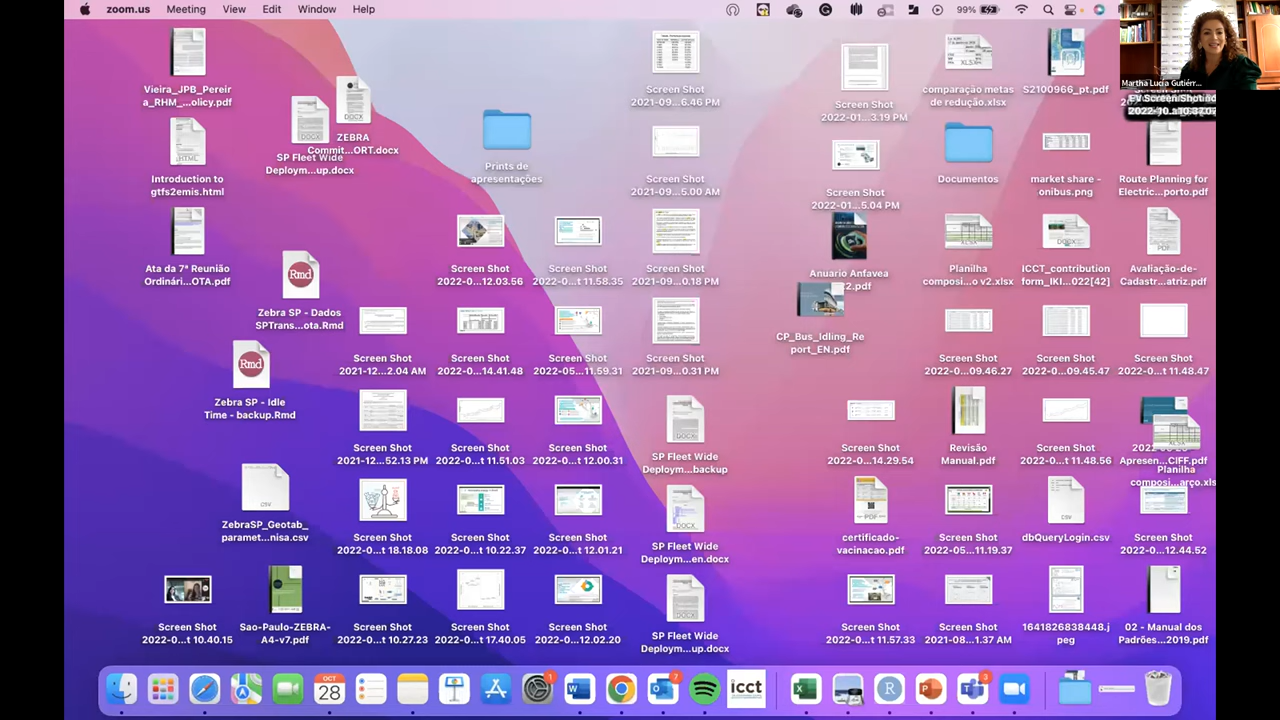 zoom.us Meeting View Edit Window Help
99%
Martha Lucía Gutiérr...
Vieira_JPB_Perei
ra_RHM_...olicy.pdf
ZEBRA
Commit...ORT.docx
SP Fleet Wide
Deploym...up.docx
Prints de
apresentações
Screen Shot
2021-09...6.46 PM
Screen Shot
2022-01...3.19 PM
comparação metas
de redução.xlsx
S2100966_pt.pdf
Introduction to
gtfs2emis.html
Screen Shot
2021-09...5.00 AM
Screen Shot
2022-01...5.04 PM
Documentos
market share -
onibus.png
Route Planning for
Electric...porto.pdf
Ata da 7ª Reunião
Ordinári...OTA.pdf
Rmd
Zebra SP - Dados
SPTrans...ota.Rmd
Screen Shot
2022-0...12.03.56
Screen Shot
2022-0...t 11.58.35
Screen Shot
2021-09...0.18 PM
Anuario Anfavea
CP_Bus_Idling_Re
port_EN.pdf
Planilha
composi...o v2.xlsx
ICCT_contribution
form_IKI...022[42]
Avaliação-de-
Cadastr...atriz.pdf
Rmd
Zebra SP - Idle
Time - backup.Rmd
Screen Shot
2021-12...2.04 AM
Screen Shot
2022-0...14.41.48
Screen Shot
2022-05...11.59.31
Screen Shot
2021-09...0.31 PM
Screen Shot
2022-0...09.46.27
Screen Shot
2022-0...09.45.47
Screen Shot
2022-0...t 11.48.47
Screen Shot
2021-12...52.13 PM
Screen Shot
2022-0...t 11.51.03
Screen Shot
2022-0...t 12.00.31
SP Fleet Wide
Deploym...backup
Screen Shot
2022-0...14.29.54
Revisão
Manual.pdf
Screen Shot
2022-0...t 11.48.56
Apresen...CIFF.pdf
Planilha
composi...arço.xls
ZebraSP_Geotab_
paramet...nisa.csv
Screen Shot
2022-0...t 18.18.08
Screen Shot
2022-0...t 10.22.37
Screen Shot
2022-0...t 12.01.21
SP Fleet Wide
Deploym...en.docx
certificado-
vacinacao.pdf
Screen Shot
2022-05...11.19.37
dbQueryLogin.csv
Screen Shot
2022-0...12.44.52
Screen Shot
2022-0...t 10.40.15
Sao-Paulo-ZEBRA-
A4-v7.pdf
Screen Shot
2022-0...t 10.27.23
Screen Shot
2022-0...t 17.40.05
Screen Shot
2022-0...12.02.20
SP Fleet Wide
Deploym...up.docx
Screen Shot
2022-0...t 11.57.33
Screen Shot
2021-08...1.37 AM
1641826838448.j
peg
02 - Manual dos
Padrões...2019.pdf
OCT
28
1
7
icct
3